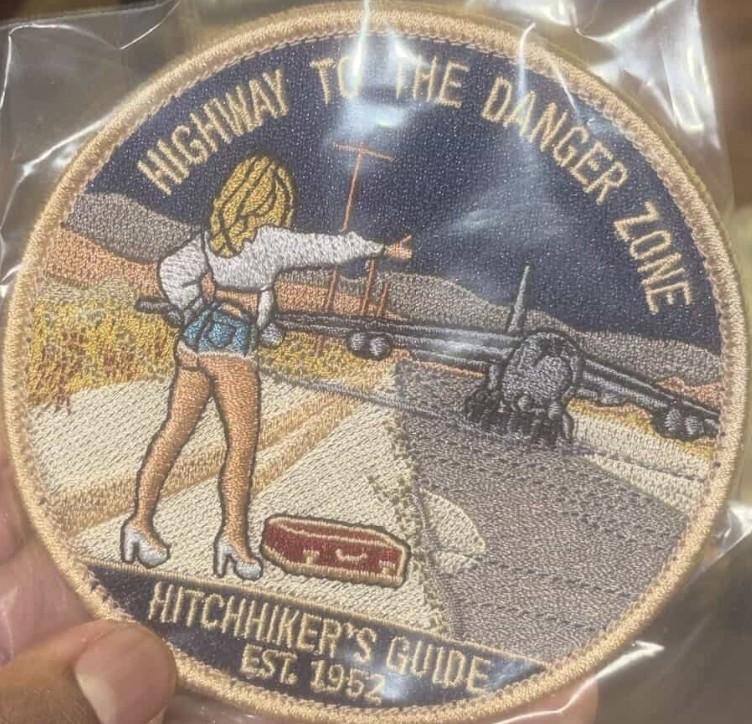 HIGHWAY TO THE DANGER ZONE
HITCHHIKER'S GUIDE
EST. 1952